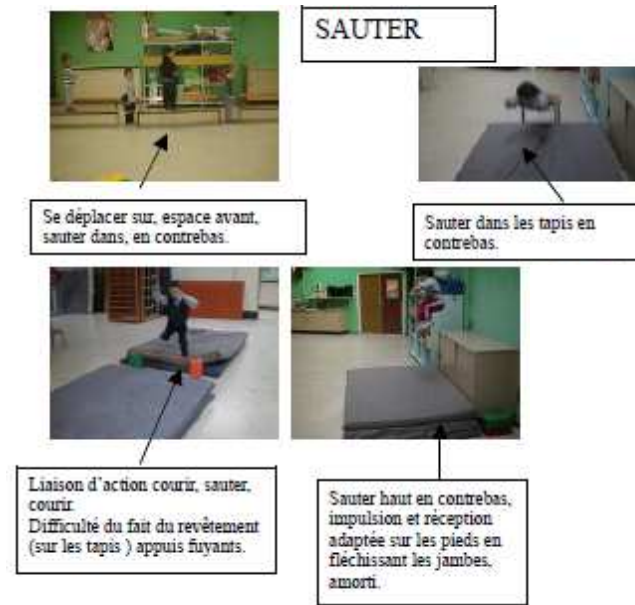 SAUTER
Se déplacer sur, espace avant,
sauter dans, en contrebas.
Sauter dans les tapis en
contrebas.
Liaison d'action courir, sauter,
courir.
Difficulté du fait du revêtement
(sur les tapis ) appuis fuyants.
Sauter haut en contrebas,
impulsion et réception
adaptée sur les pieds en
fléchissant les jambes,
amorti.